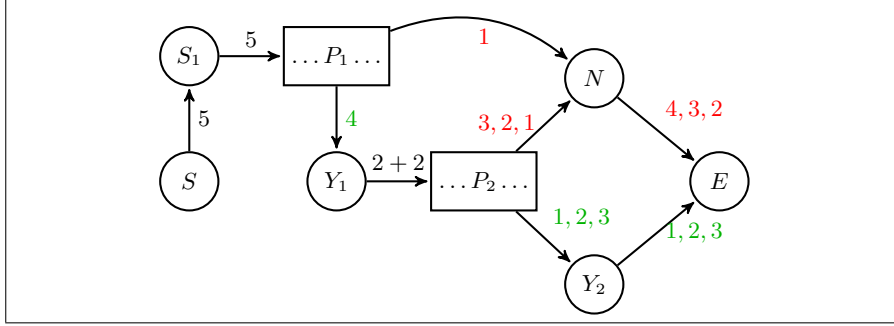 1
5
S₁
…P₁…
N
5
4
3, 2, 1
4, 3, 2
2 + 2
S
Y₁
…P₂…
E
1, 2, 3
1, 2, 3
Y₂